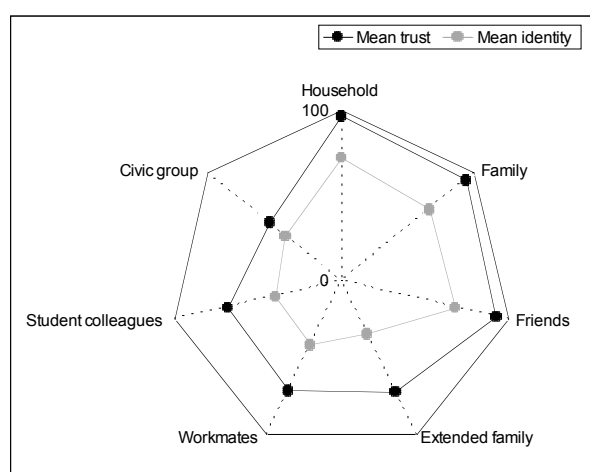 Mean trust Mean identity
Household
100
Civic group
Family
0
Student colleagues
Friends
Workmates
Extended family